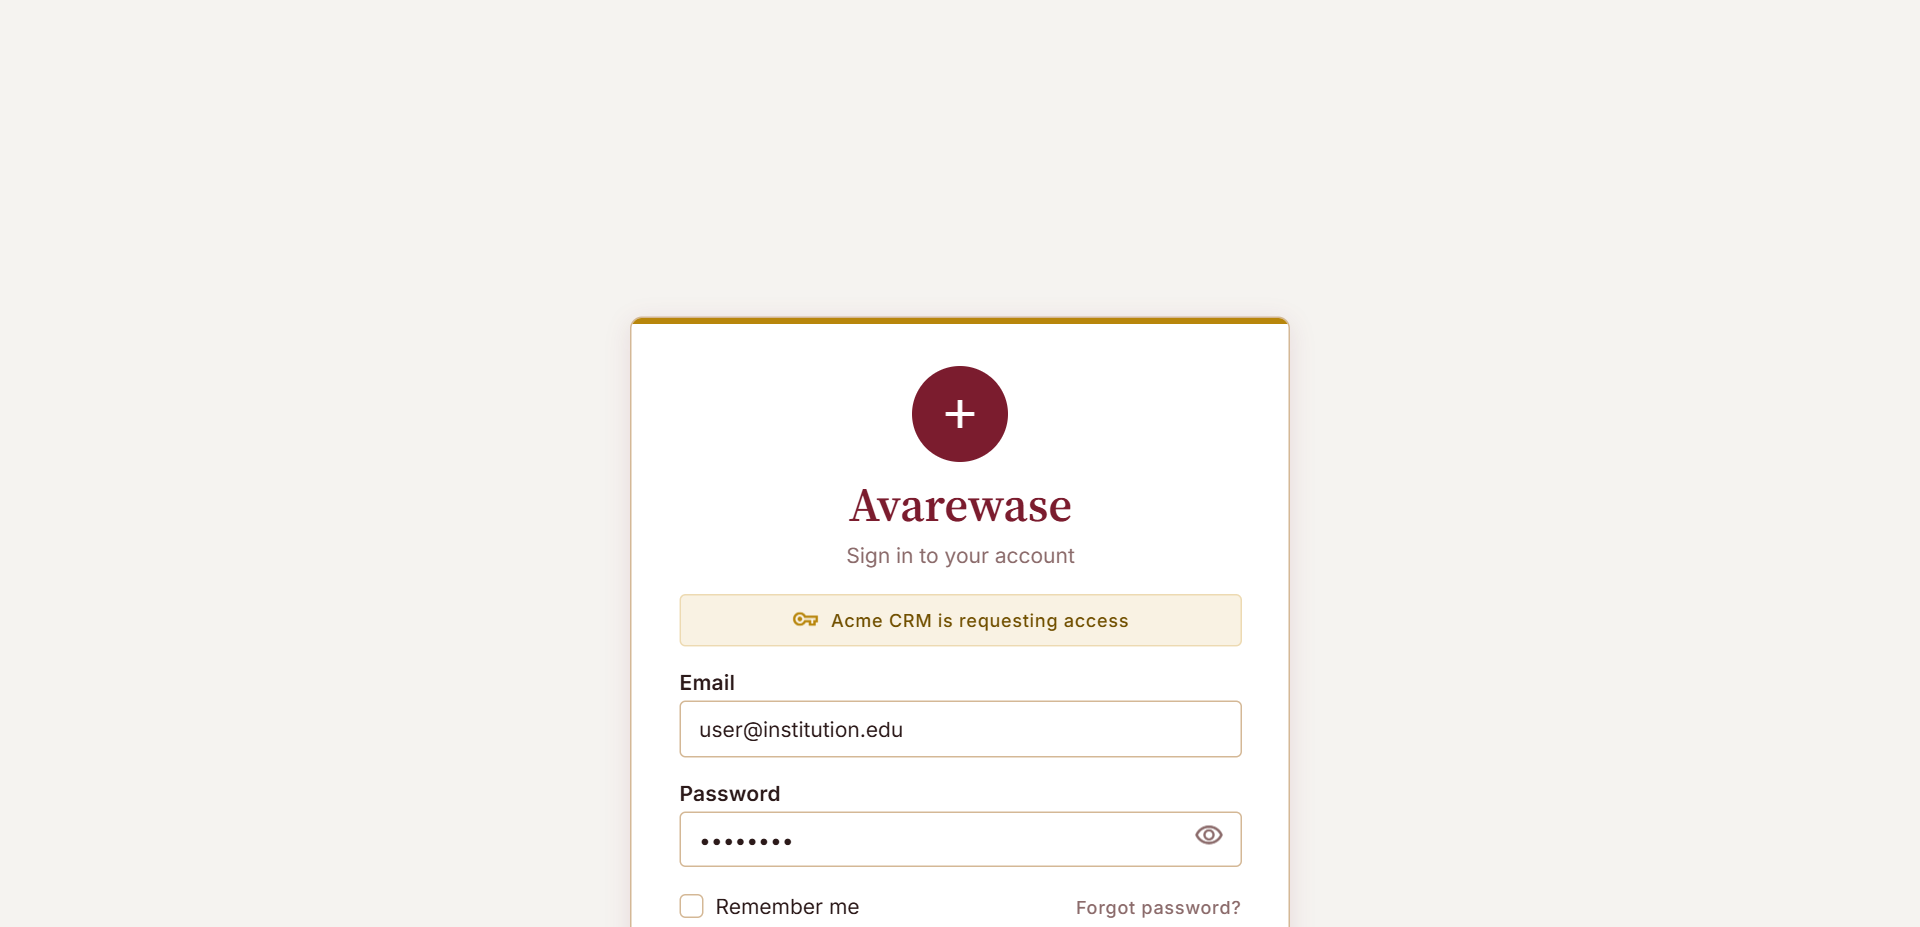 Avarewase
Sign in to your account
Acme CRM is requesting access
Email
user@institution.edu
Password
••••••••
Remember me
Forgot password?